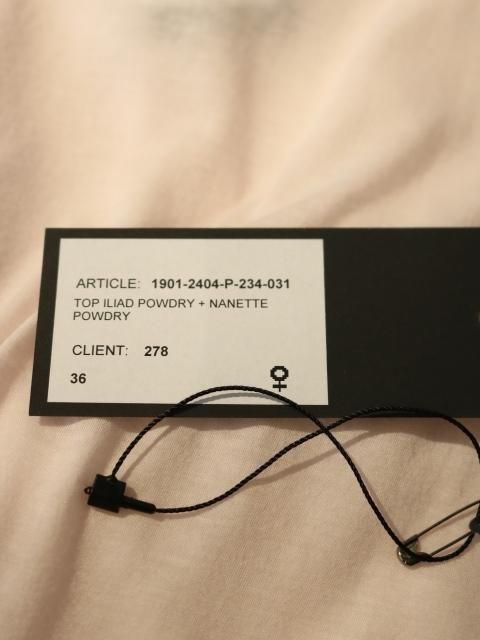 ARTICLE: 1901-2404-P-234-031
TOP ILIAD POWDRY + NANETTE
POWDRY
CLIENT: 278
36 ♀